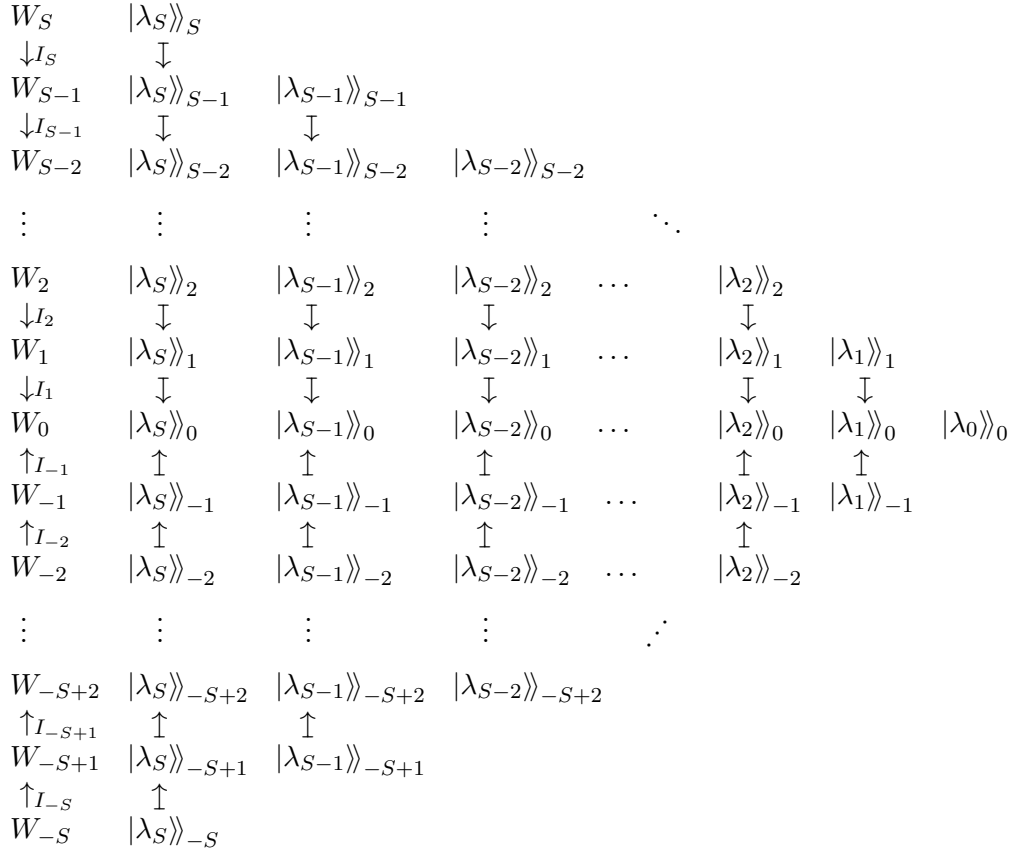 W_S |λ_S⟩⟩_S
↓I_S ↧
W_{S−1} |λ_S⟩⟩_{S−1} |λ_{S−1}⟩⟩_{S−1}
↓I_{S−1} ↧ ↧
W_{S−2} |λ_S⟩⟩_{S−2} |λ_{S−1}⟩⟩_{S−2} |λ_{S−2}⟩⟩_{S−2}
⋮ ⋮ ⋮ ⋮ ⋱
W_2 |λ_S⟩⟩_2 |λ_{S−1}⟩⟩_2 |λ_{S−2}⟩⟩_2 … |λ_2⟩⟩_2
↓I_2 ↧ ↧ ↧ ↧
W_1 |λ_S⟩⟩_1 |λ_{S−1}⟩⟩_1 |λ_{S−2}⟩⟩_1 … |λ_2⟩⟩_1 |λ_1⟩⟩_1
↓I_1 ↧ ↧ ↧ ↧ ↧
W_0 |λ_S⟩⟩_0 |λ_{S−1}⟩⟩_0 |λ_{S−2}⟩⟩_0 … |λ_2⟩⟩_0 |λ_1⟩⟩_0 |λ_0⟩⟩_0
↑I_{−1} ↥ ↥ ↥ ↥ ↥
W_{−1} |λ_S⟩⟩_{−1} |λ_{S−1}⟩⟩_{−1} |λ_{S−2}⟩⟩_{−1} … |λ_2⟩⟩_{−1} |λ_1⟩⟩_{−1}
↑I_{−2} ↥ ↥ ↥ ↥
W_{−2} |λ_S⟩⟩_{−2} |λ_{S−1}⟩⟩_{−2} |λ_{S−2}⟩⟩_{−2} … |λ_2⟩⟩_{−2}
⋮ ⋮ ⋮ ⋮ ⋰
W_{−S+2} |λ_S⟩⟩_{−S+2} |λ_{S−1}⟩⟩_{−S+2} |λ_{S−2}⟩⟩_{−S+2}
↑I_{−S+1} ↥ ↥
W_{−S+1} |λ_S⟩⟩_{−S+1} |λ_{S−1}⟩⟩_{−S+1}
↑I_{−S} ↥
W_{−S} |λ_S⟩⟩_{−S}